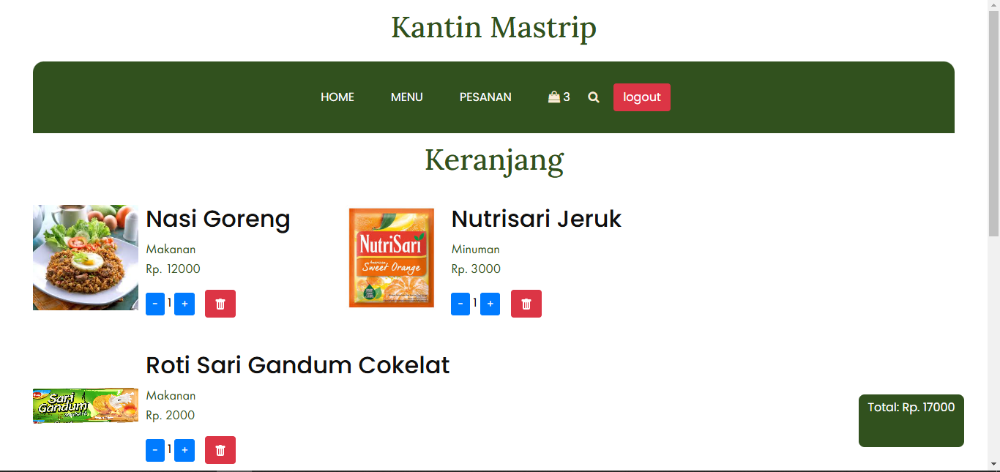 Kantin Mastrip
HOME MENU PESANAN 3 logout
Keranjang
Nasi Goreng
Makanan
Rp. 12000
- 1 +
NutriSari
American
Sweet Orange
Nutrisari Jeruk
Minuman
Rp. 3000
- 1 +
Sari
Gandum
Roti Sari Gandum Cokelat
Makanan
Rp. 2000
- 1 +
Total: Rp. 17000